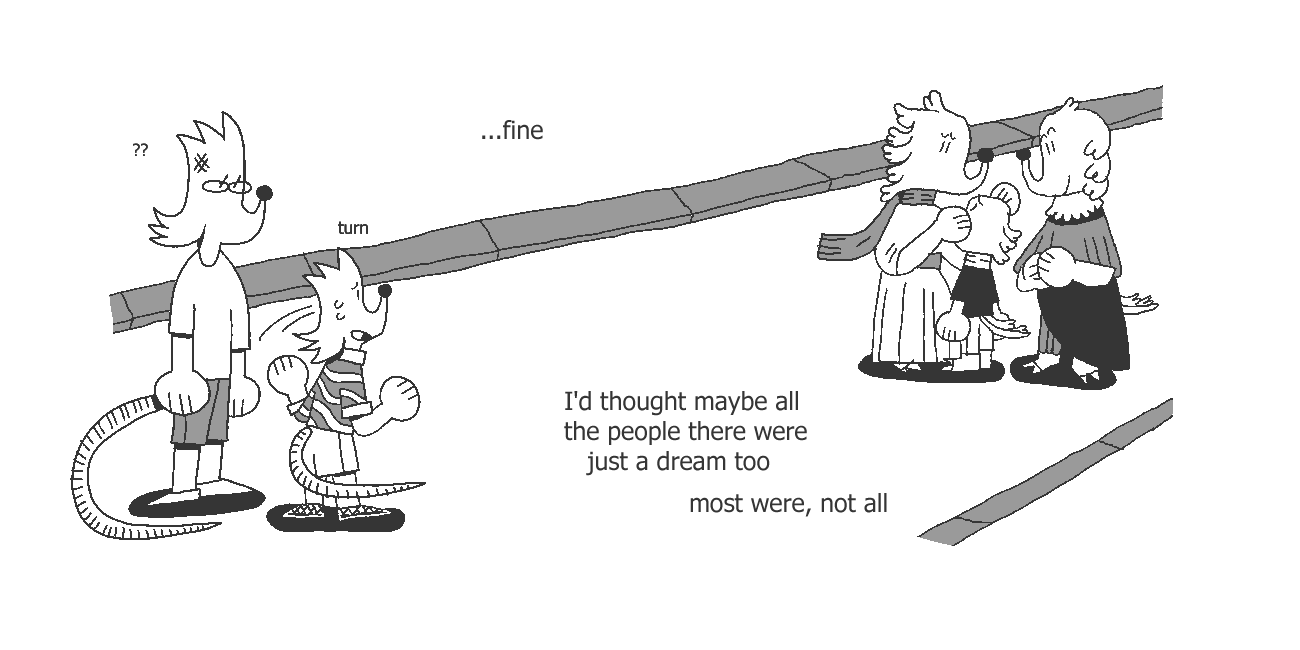 ...fine
??
turn
I'd thought maybe all
the people there were
just a dream too
most were, not all